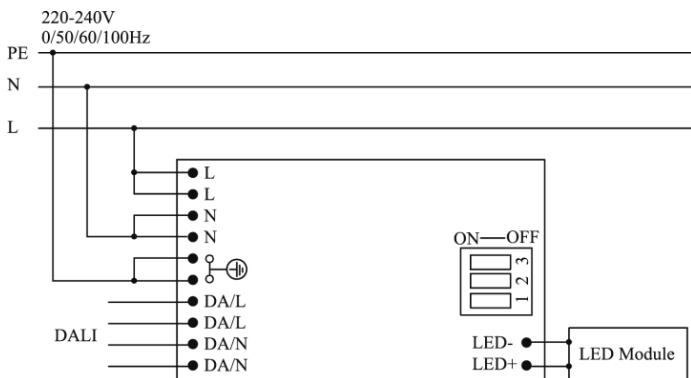 220-240V
0/50/60/100Hz
PE
N
L
L
L
N
N
DA/L
DA/L
DA/N
DA/N
DALI
ON OFF
3
2
1
LED-
LED+
LED Module